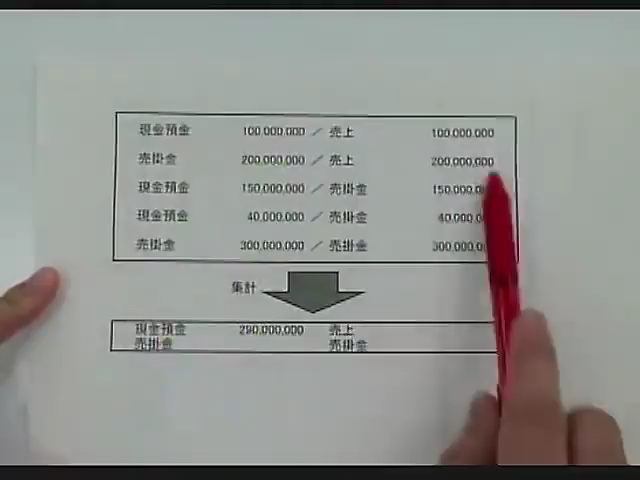 現金預金 100,000,000 / 売上 100,000,000
売掛金 200,000,000 / 売上 200,000,000
現金預金 150,000,000 / 売掛金 150,000,0
現金預金 40,000,000 / 売掛金 40,000,0
売掛金 300,000,000 / 売掛金 300,000,0
集計
現金預金 290,000,000 売上
売掛金 売掛金